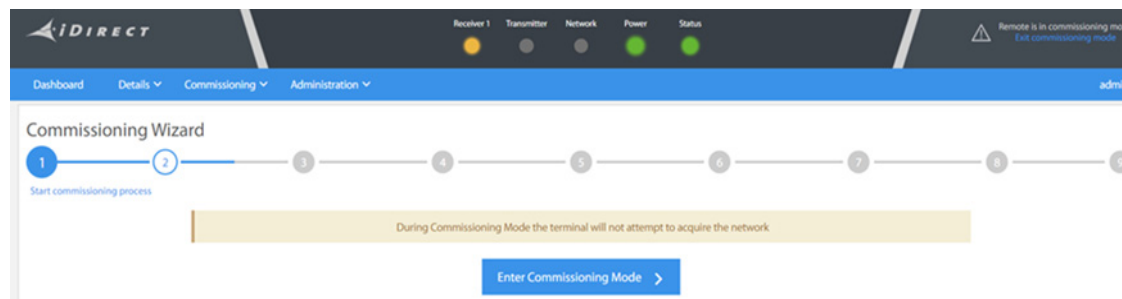 iDIRECT
Receiver 1 Transmitter Network Power Status
Remote is in commissioning mo
Exit commissioning mode
Dashboard Details Commissioning Administration admi
Commissioning Wizard
1 2 3 4 5 6 7 8 9
Start commissioning process
During Commissioning Mode the terminal will not attempt to acquire the network
Enter Commissioning Mode